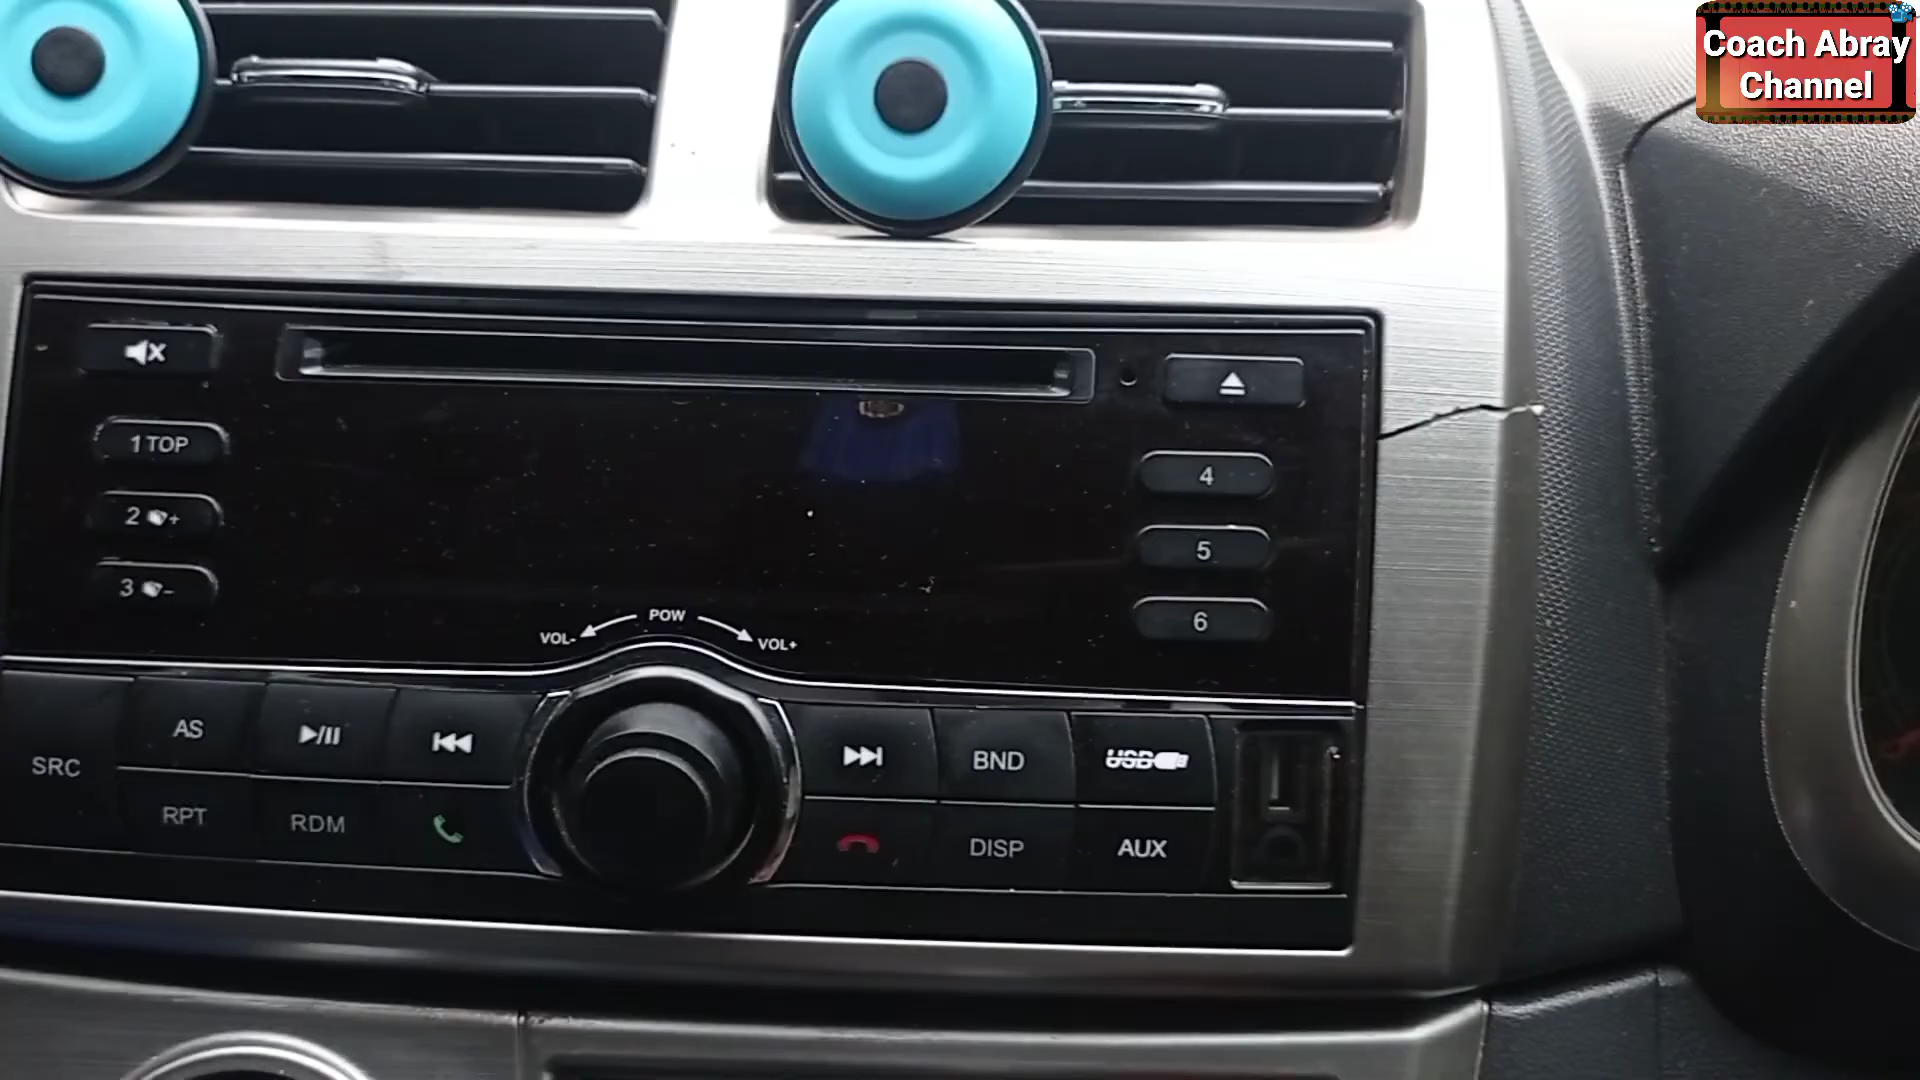 Coach Abray
Channel
1 TOP
2 +
3 -
4
5
6
VOL- POW VOL+
SRC
AS
BND
USB
RPT
RDM
DISP
AUX